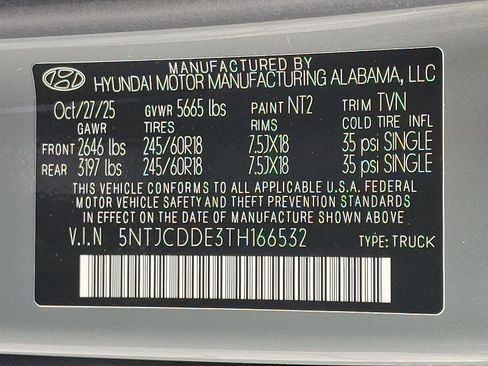 MANUFACTURED BY
HYUNDAI MOTOR MANUFACTURING ALABAMA, LLC
Oct/27/25 GVWR 5665 lbs PAINT NT2 TRIM TVN
GAWR TIRES RIMS COLD TIRE INFL
FRONT 2646 lbs 245/60R18 7.5JX18 35 psi SINGLE
REAR 3197 lbs 245/60R18 7.5JX18 35 psi SINGLE
THIS VEHICLE CONFORMS TO ALL APPLICABLE U.S.A. FEDERAL
MOTOR VEHICLE SAFETY AND THEFT PREVENTION STANDARDS
IN EFFECT ON THE DATE OF MANUFACTURE SHOWN ABOVE.
V.I.N 5NTJCDDE3TH166532 TYPE: TRUCK